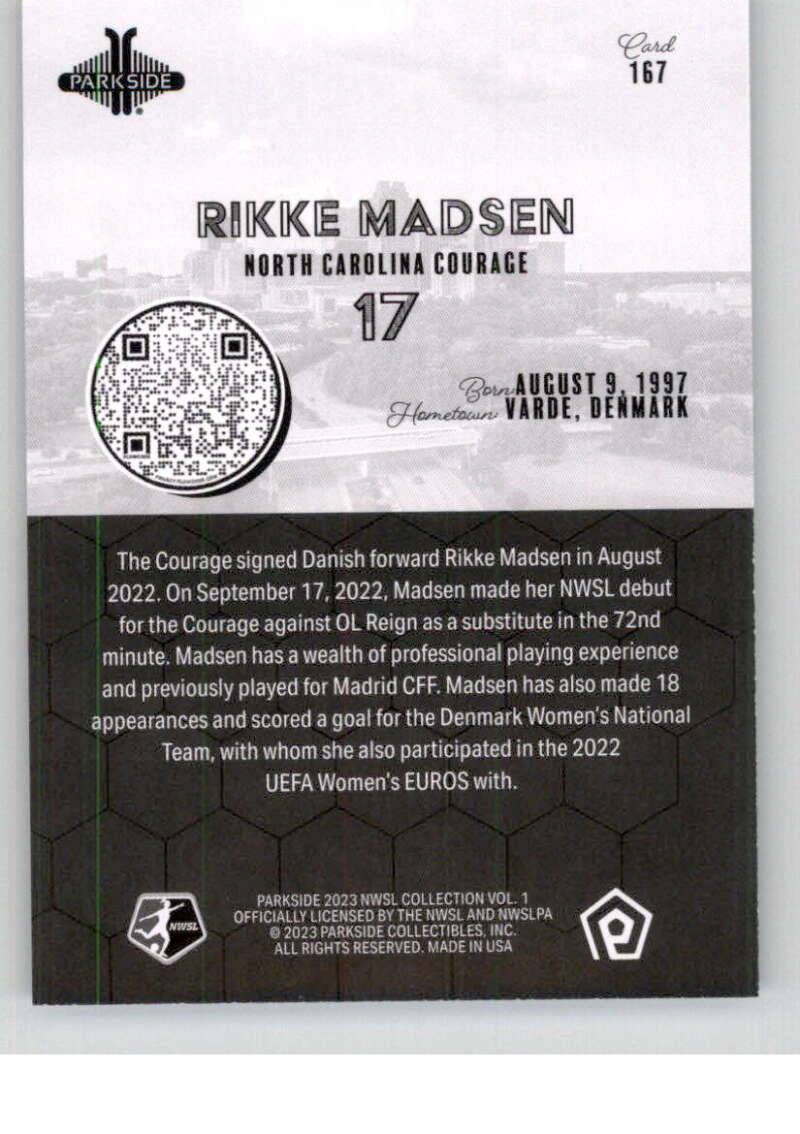 PARKSIDE
Card
167
RIKKE MADSEN
NORTH CAROLINA COURAGE
17
Born AUGUST 9, 1997
Hometown VARDE, DENMARK
The Courage signed Danish forward Rikke Madsen in August
2022. On September 17, 2022, Madsen made her NWSL debut
for the Courage against OL Reign as a substitute in the 72nd
minute. Madsen has a wealth of professional playing experience
and previously played for Madrid CFF. Madsen has also made 18
appearances and scored a goal for the Denmark Women's National
Team, with whom she also participated in the 2022
UEFA Women's EUROS with.
NWSL
PARKSIDE 2023 NWSL COLLECTION VOL. 1
OFFICIALLY LICENSED BY THE NWSL AND NWSLPA
© 2023 PARKSIDE COLLECTIBLES, INC.
ALL RIGHTS RESERVED. MADE IN USA